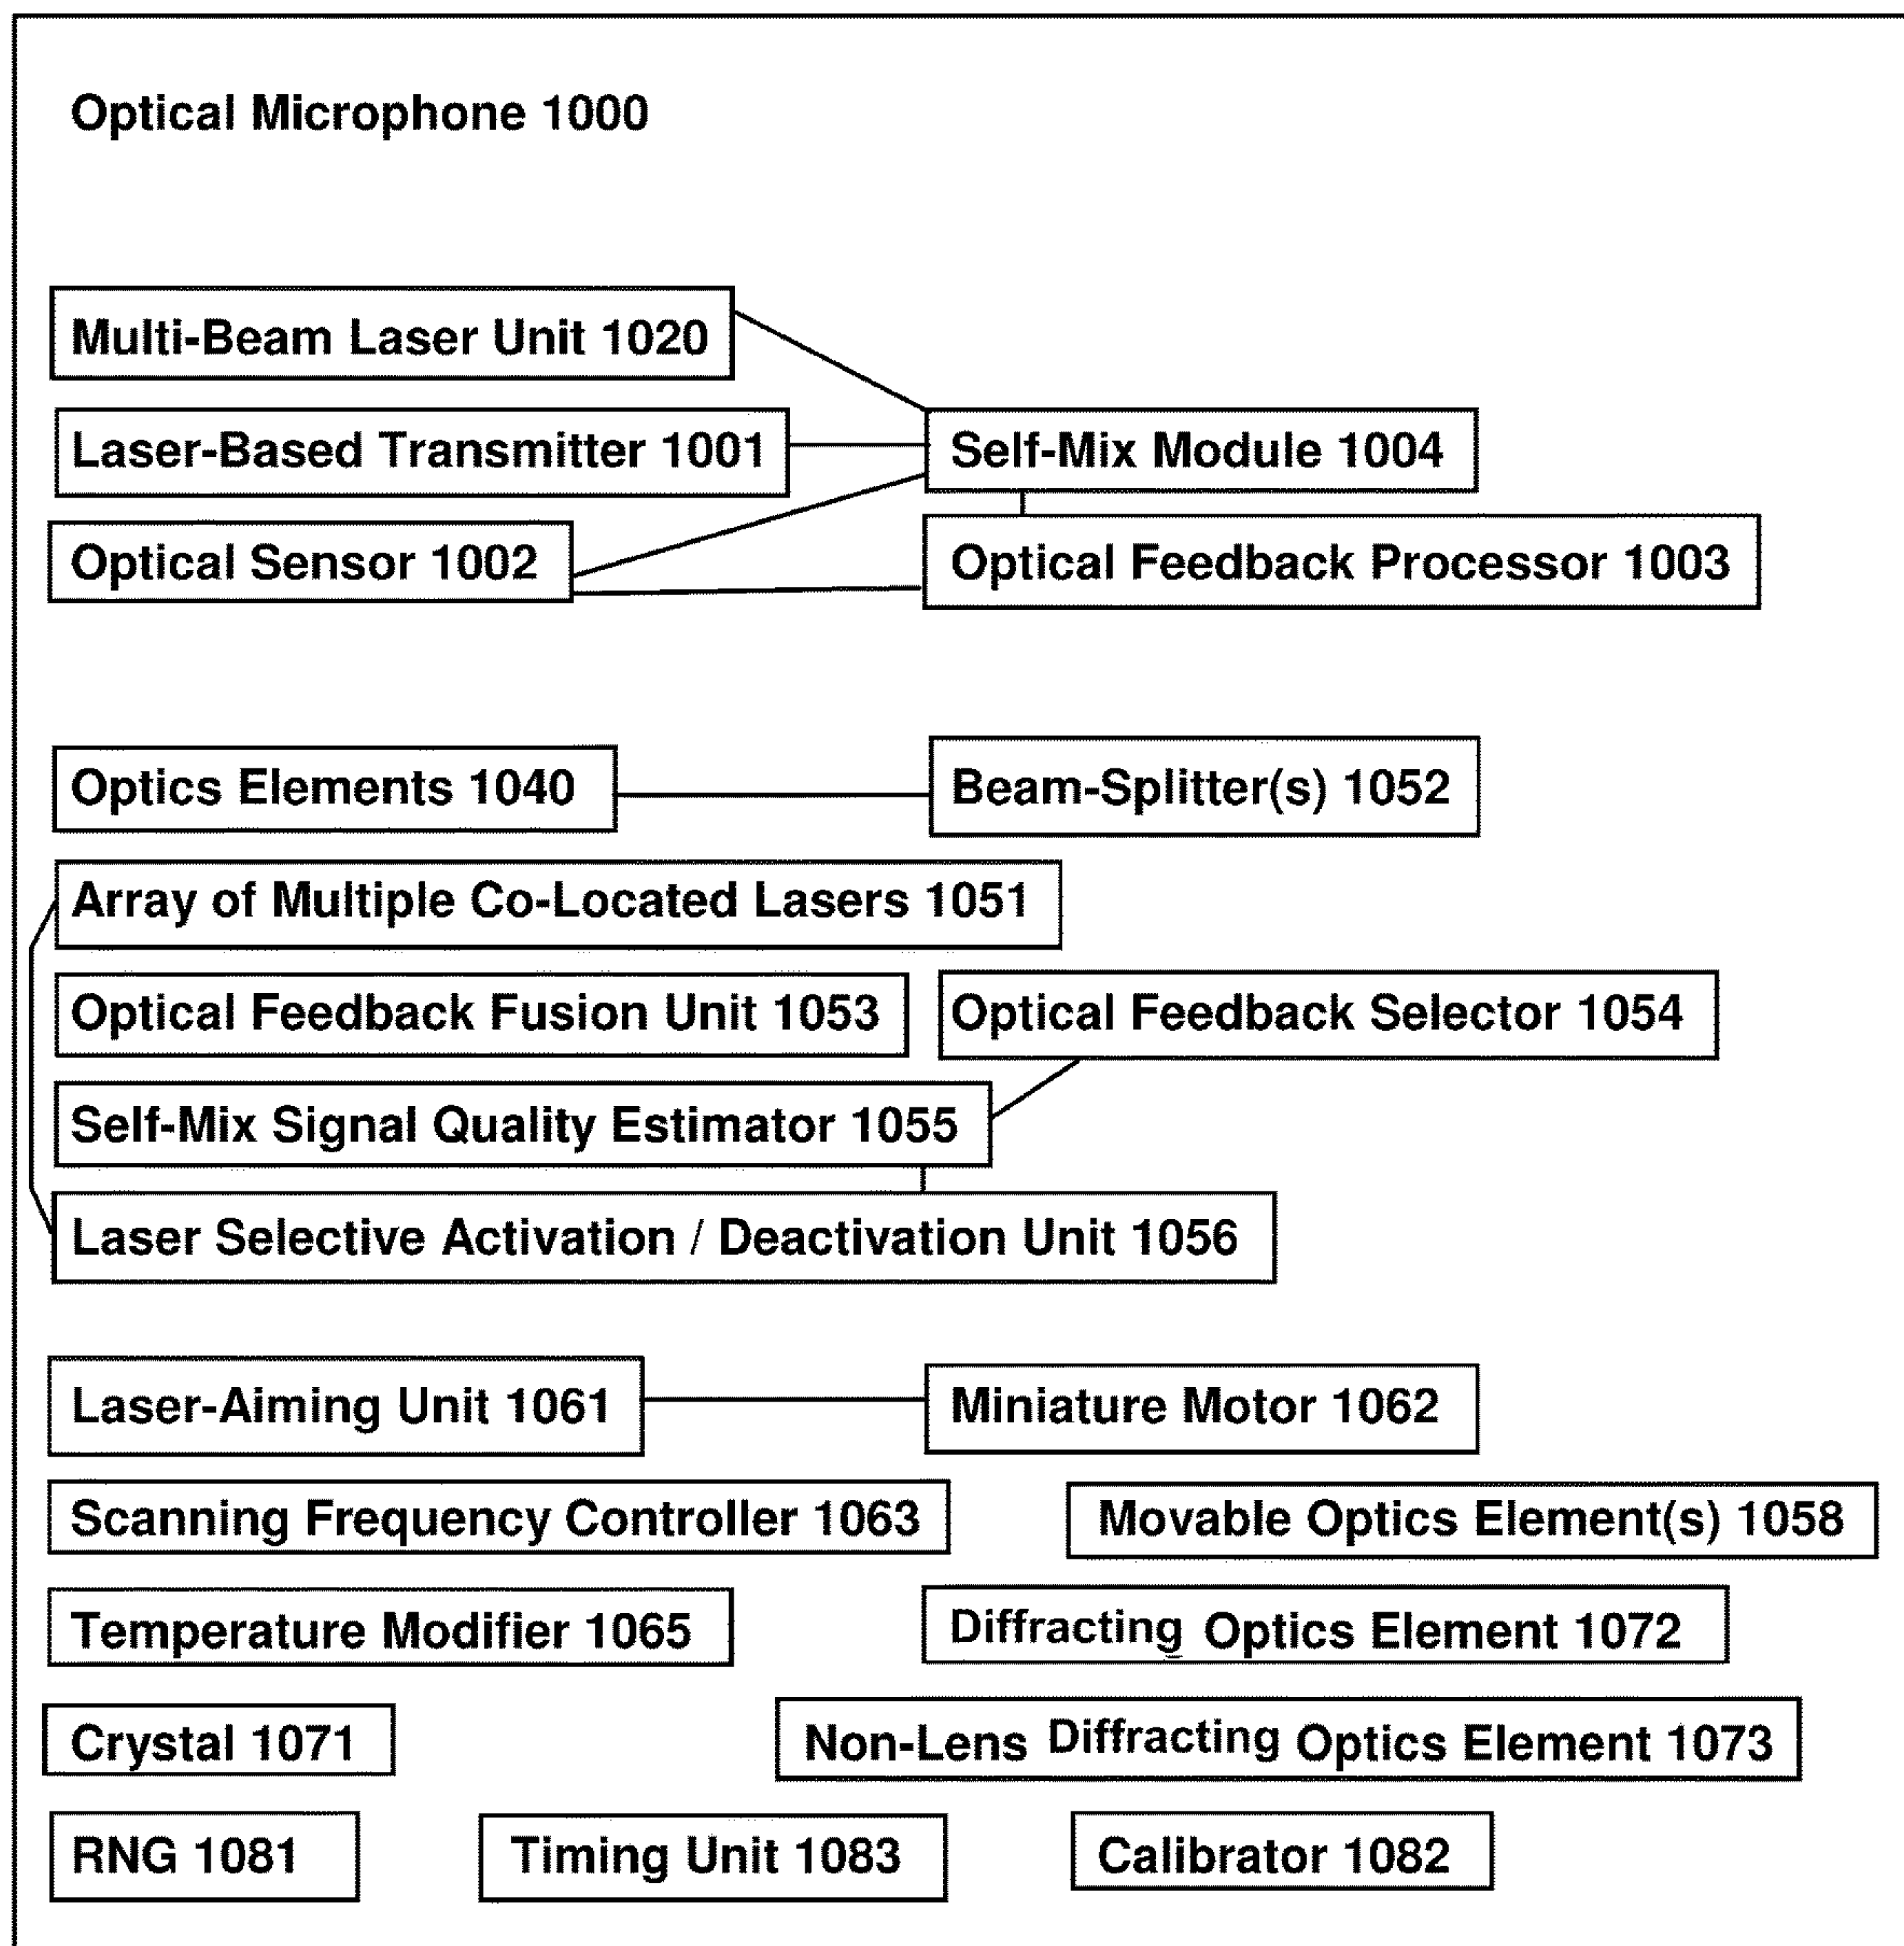 Optical Microphone 1000
Multi-Beam Laser Unit 1020
Laser-Based Transmitter 1001
Self-Mix Module 1004
Optical Sensor 1002
Optical Feedback Processor 1003
Optics Elements 1040
Beam-Splitter(s) 1052
Array of Multiple Co-Located Lasers 1051
Optical Feedback Fusion Unit 1053
Optical Feedback Selector 1054
Self-Mix Signal Quality Estimator 1055
Laser Selective Activation / Deactivation Unit 1056
Laser-Aiming Unit 1061
Miniature Motor 1062
Scanning Frequency Controller 1063
Movable Optics Element(s) 1058
Temperature Modifier 1065
Diffracting Optics Element 1072
Crystal 1071
Non-Lens Diffracting Optics Element 1073
RNG 1081
Timing Unit 1083
Calibrator 1082